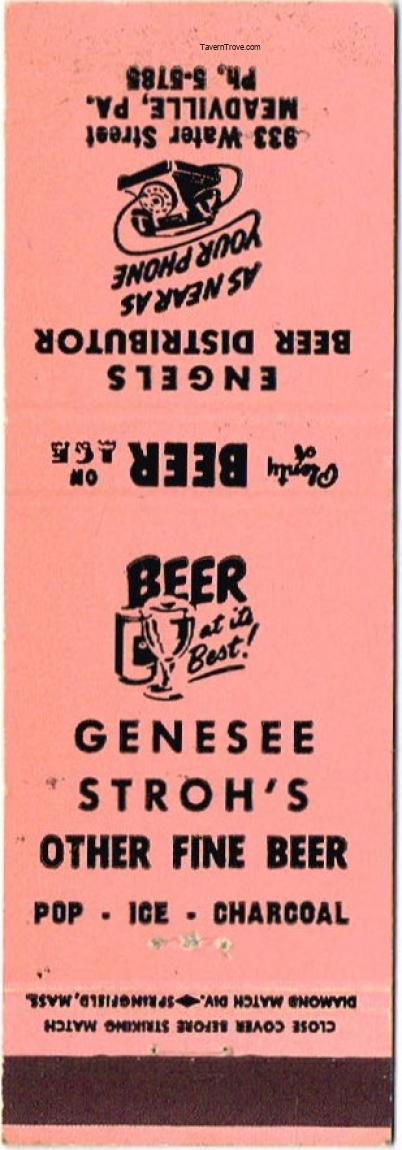 TavernTrove.com
ENGELS
BEER DISTRIBUTOR
AS NEAR AS
YOUR PHONE
933 Water Street
MEADVILLE, PA.
Ph. 5-5785
Plenty of BEER ON ICE
BEER
at its
Best!
GENESEE
STROH'S
OTHER FINE BEER
POP - ICE - CHARCOAL
CLOSE COVER BEFORE STRIKING MATCH
DIAMOND MATCH DIV. SPRINGFIELD, MASS.